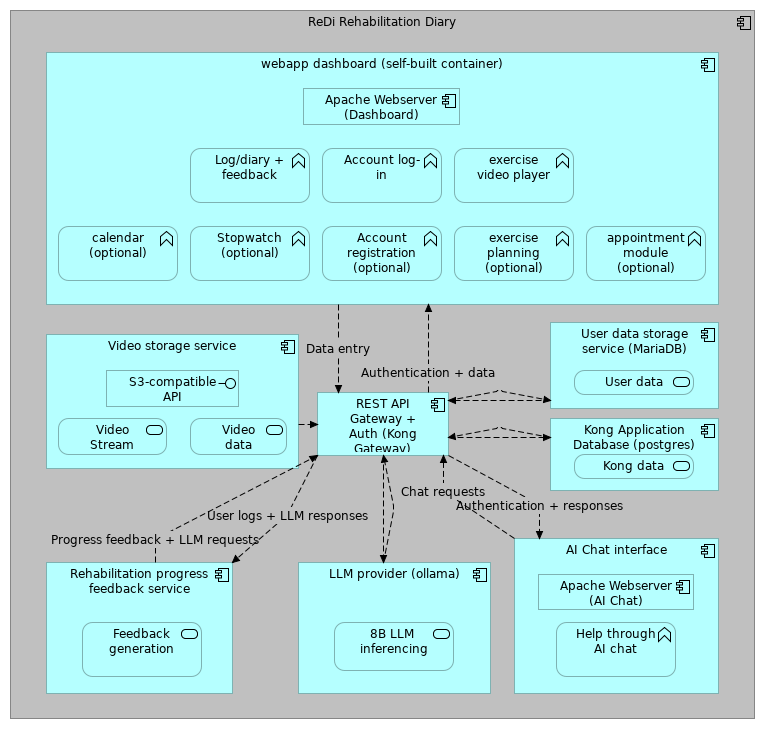 ReDi Rehabilitation Diary
webapp dashboard (self-built container)
Apache Webserver
(Dashboard)
Log/diary +
feedback
Account log-
in
exercise
video player
calendar
(optional)
Stopwatch
(optional)
Account
registration
(optional)
exercise
planning
(optional)
appointment
module
(optional)
Data entry
Authentication + data
Video storage service
S3-compatible
API
Video
Stream
Video
data
REST API
Gateway +
Auth (Kong
Gateway)
User data storage
service (MariaDB)
User data
Kong Application
Database (postgres)
Kong data
Chat requests
Authentication + responses
User logs + LLM responses
Progress feedback + LLM requests
Rehabilitation progress
feedback service
Feedback
generation
LLM provider (ollama)
8B LLM
inferencing
AI Chat interface
Apache Webserver
(AI Chat)
Help through
AI chat